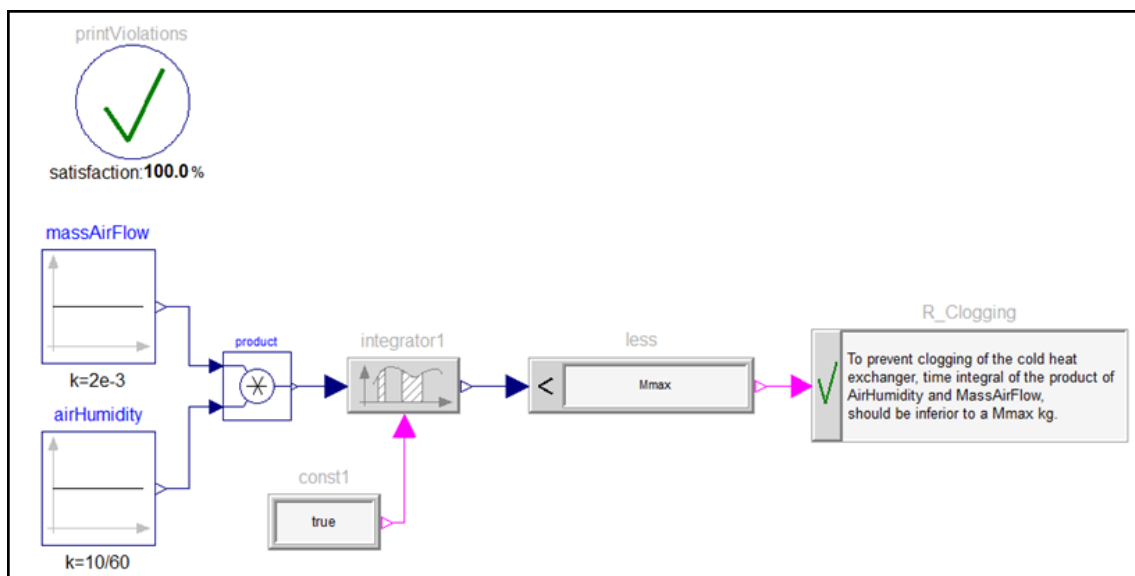 printViolations
satisfaction:100.0 %
massAirFlow
k=2e-3
airHumidity
k=10/60
product
integrator1
const1
true
less
<
Mmax
R_Clogging
To prevent clogging of the cold heat
exchanger, time integral of the product of
AirHumidity and MassAirFlow,
should be inferior to a Mmax kg.